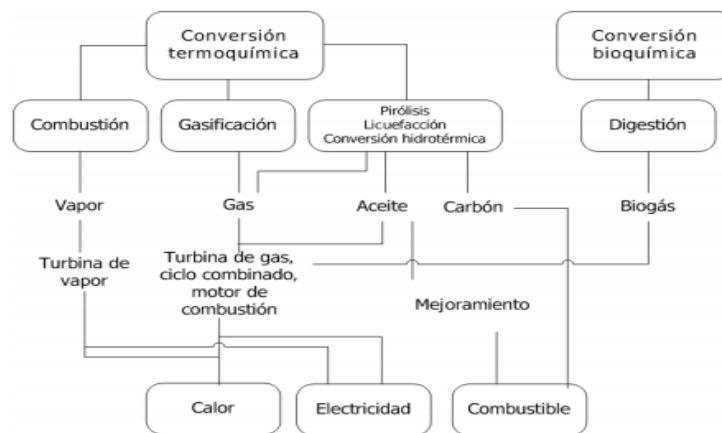 Conversión
termoquímica
Conversión
bioquímica
Combustión
Gasificación
Pirólisis
Licuefacción
Conversión hidrotérmica
Digestión
Vapor
Gas
Aceite
Carbón
Biogás
Turbina de
vapor
Turbina de gas,
ciclo combinado,
motor de
combustión
Mejoramiento
Calor
Electricidad
Combustible